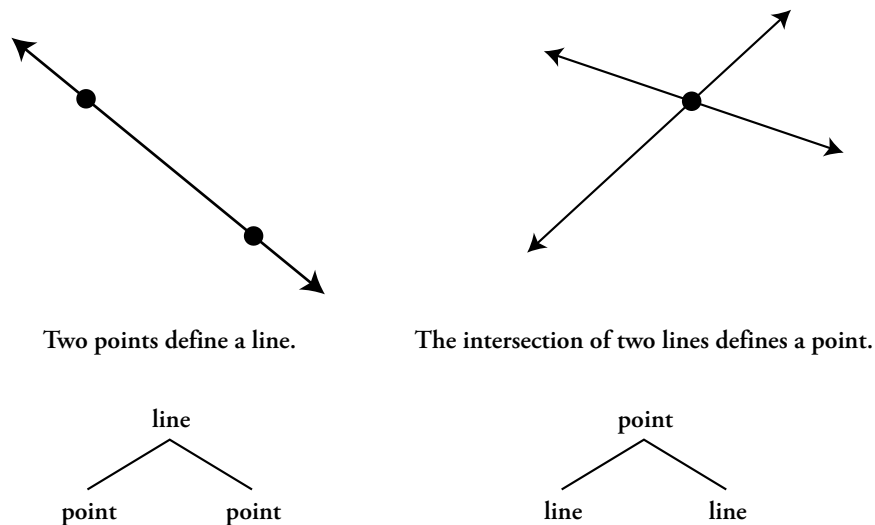 Two points define a line.
The intersection of two lines defines a point.
line
point point
point
line line